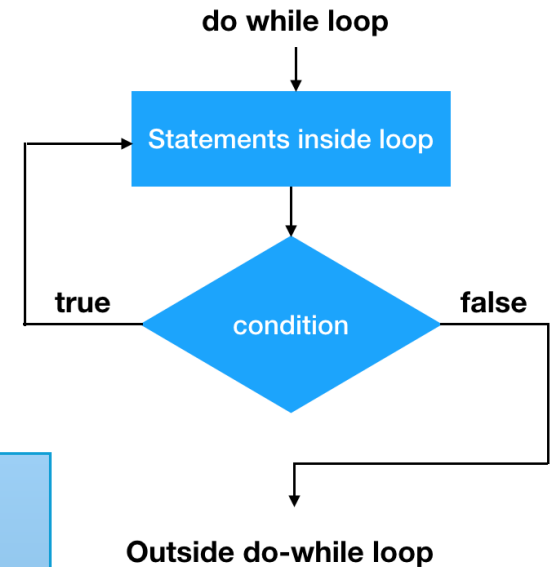 do while loop
Statements inside loop
true
false
condition
Outside do-while loop